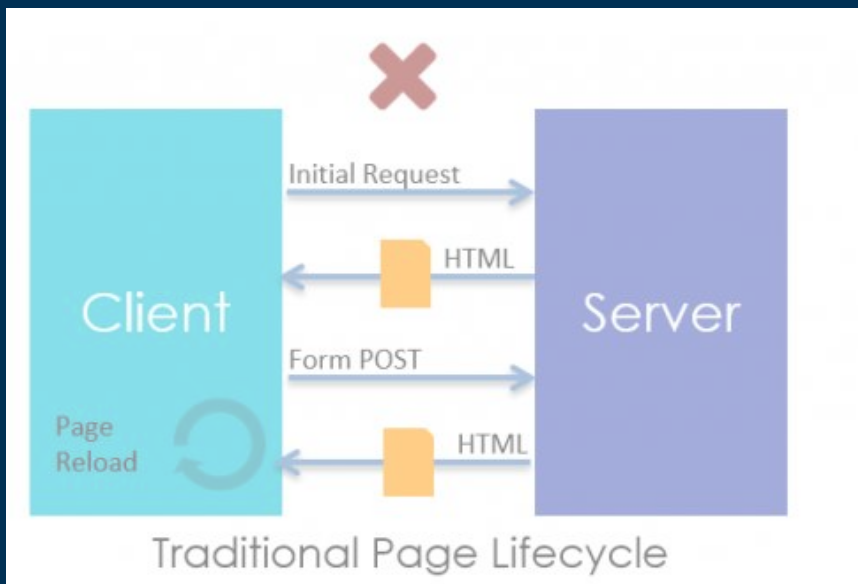 Initial Request
HTML
Client
Server
Form POST
Page
Reload
HTML
Traditional Page Lifecycle